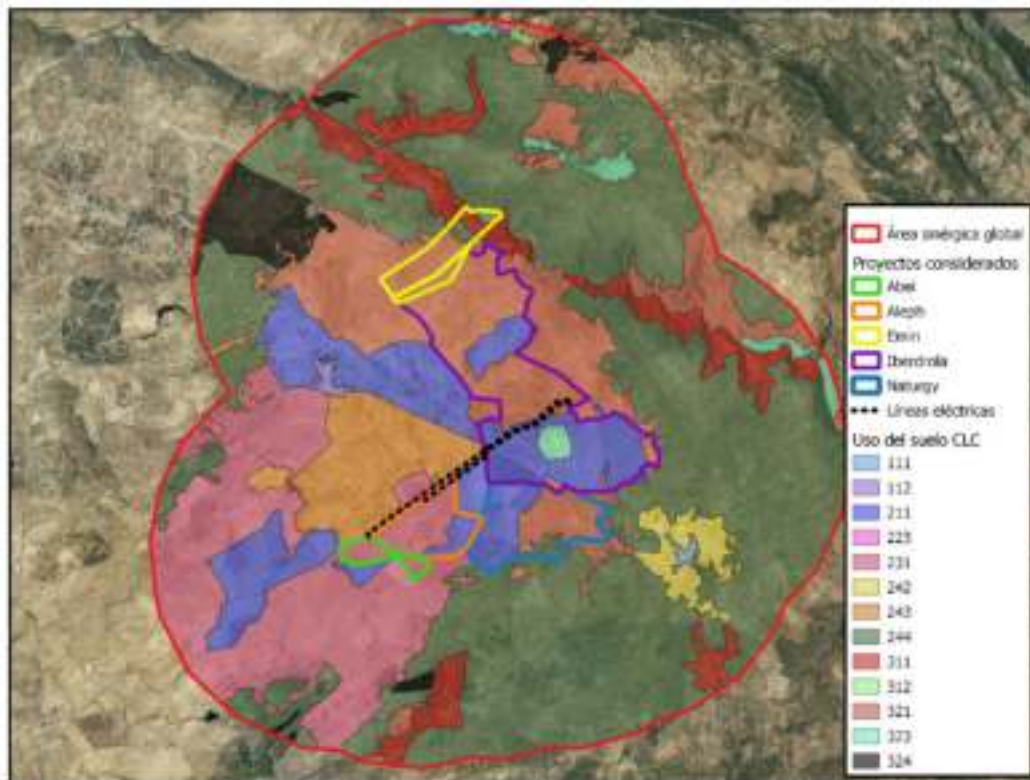 Área sinérgica global
Proyectos considerados
Abei
Aleph
Emin
Iberdrola
Naturgy
Líneas eléctricas
Uso del suelo CLC
111
112
211
223
231
242
243
244
311
312
321
323
324